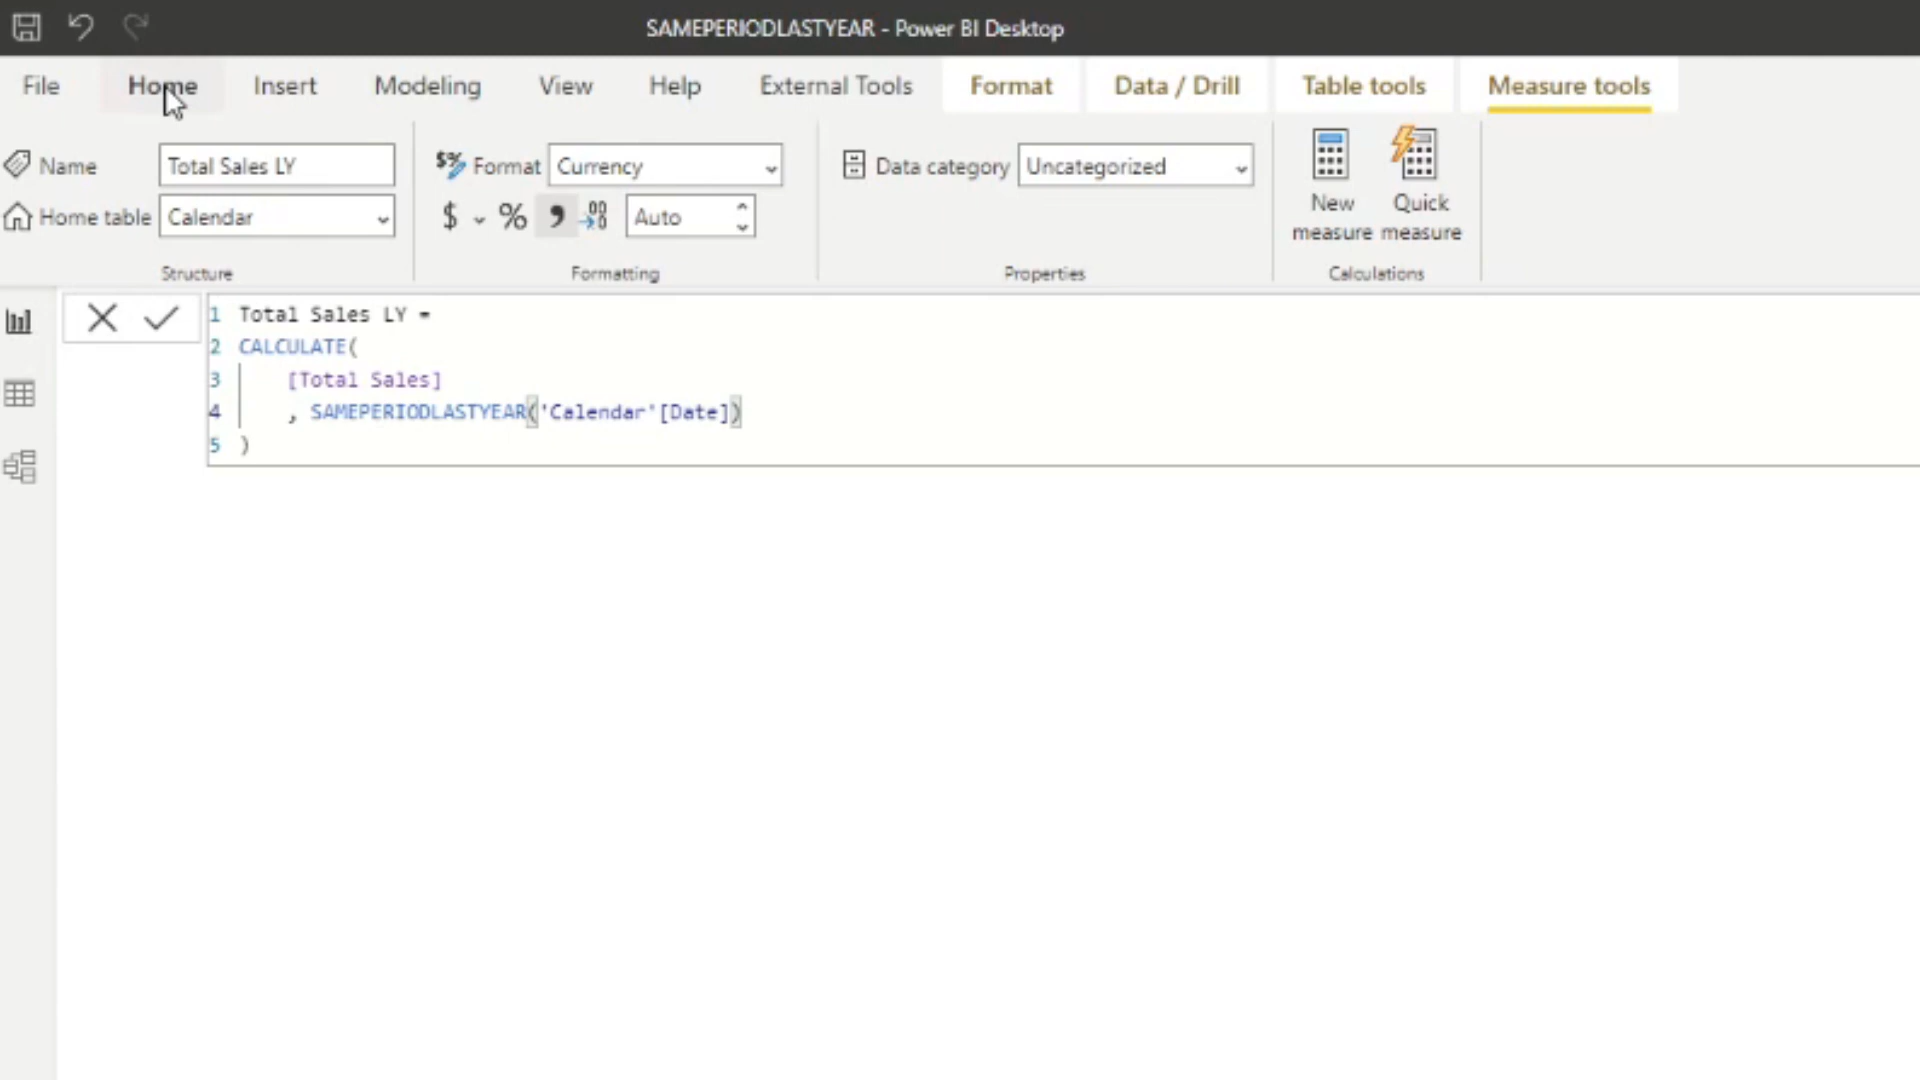 SAMEPERIODLASTYEAR - Power BI Desktop
File Home Insert Modeling View Help External Tools Format Data / Drill Table tools Measure tools
Name Total Sales LY
Home table Calendar
Structure
$% Format Currency
$ % , .00 →0 Auto
Formatting
Data category Uncategorized
Properties
New measure
Quick measure
Calculations
1 Total Sales LY =
2 CALCULATE(
3 [Total Sales]
4 , SAMEPERIODLASTYEAR('Calendar'[Date])
5 )